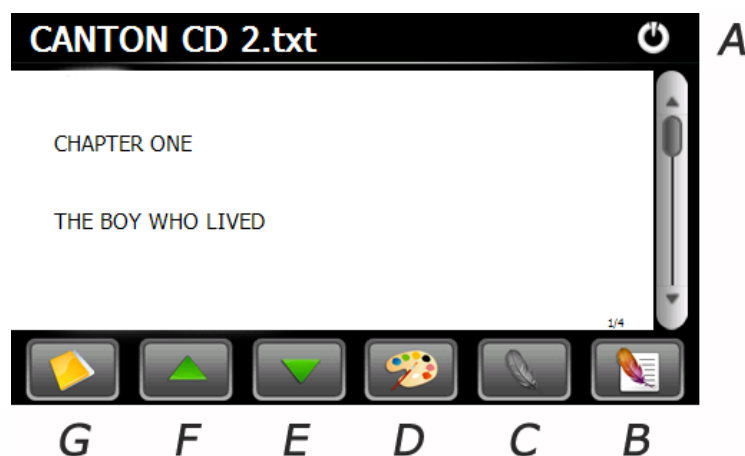 CANTON CD 2.txt
A
CHAPTER ONE
THE BOY WHO LIVED
1/4
G F E D C B